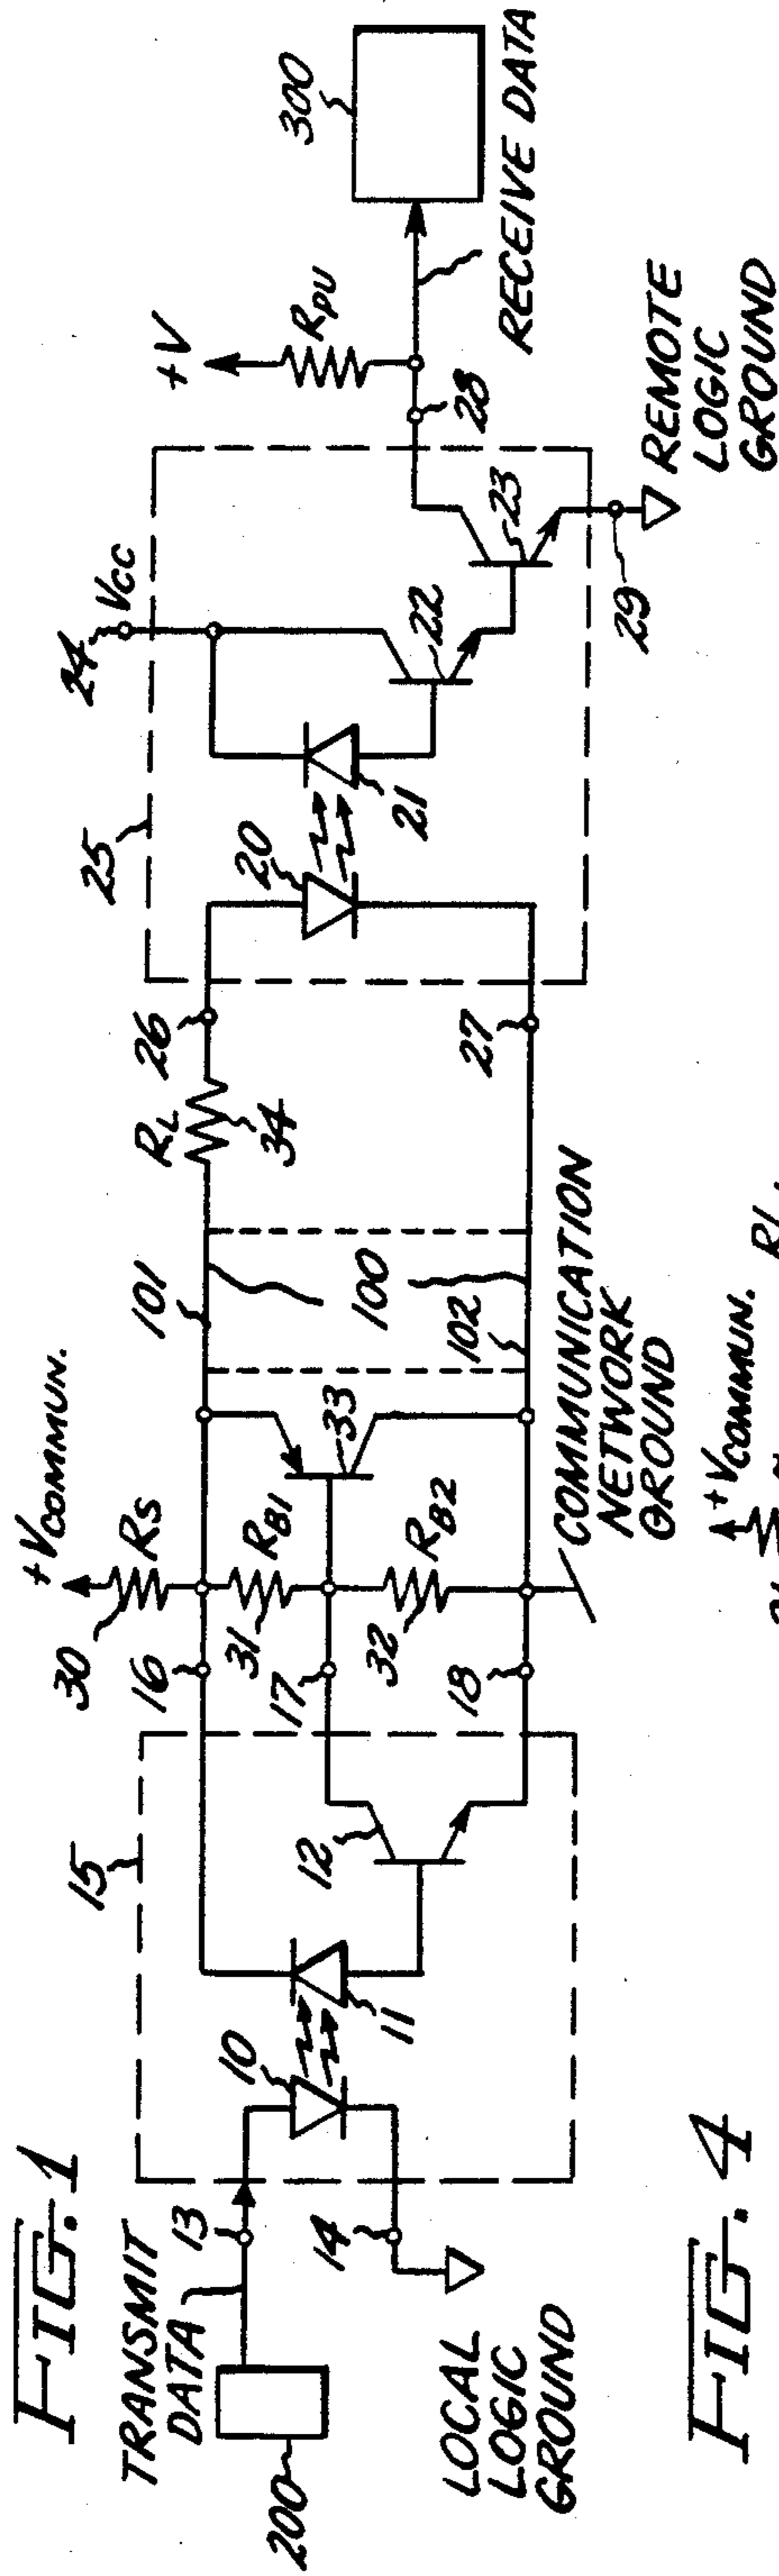 FIG. 1
TRANSMIT
DATA
200
13
14
LOCAL
LOGIC
GROUND
15
10
11
12
16
17
18
+VCOMMUN.
30
RS
31
RB1
32
RB2
33
COMMUNICATION
NETWORK
GROUND
101
100
102
RL
34
26
27
25
20
21
22
23
24
VCC
28
29
+V
RPU
RECEIVE DATA
300
REMOTE
LOGIC
GROUND
FIG. 4
+VCOMMUN.